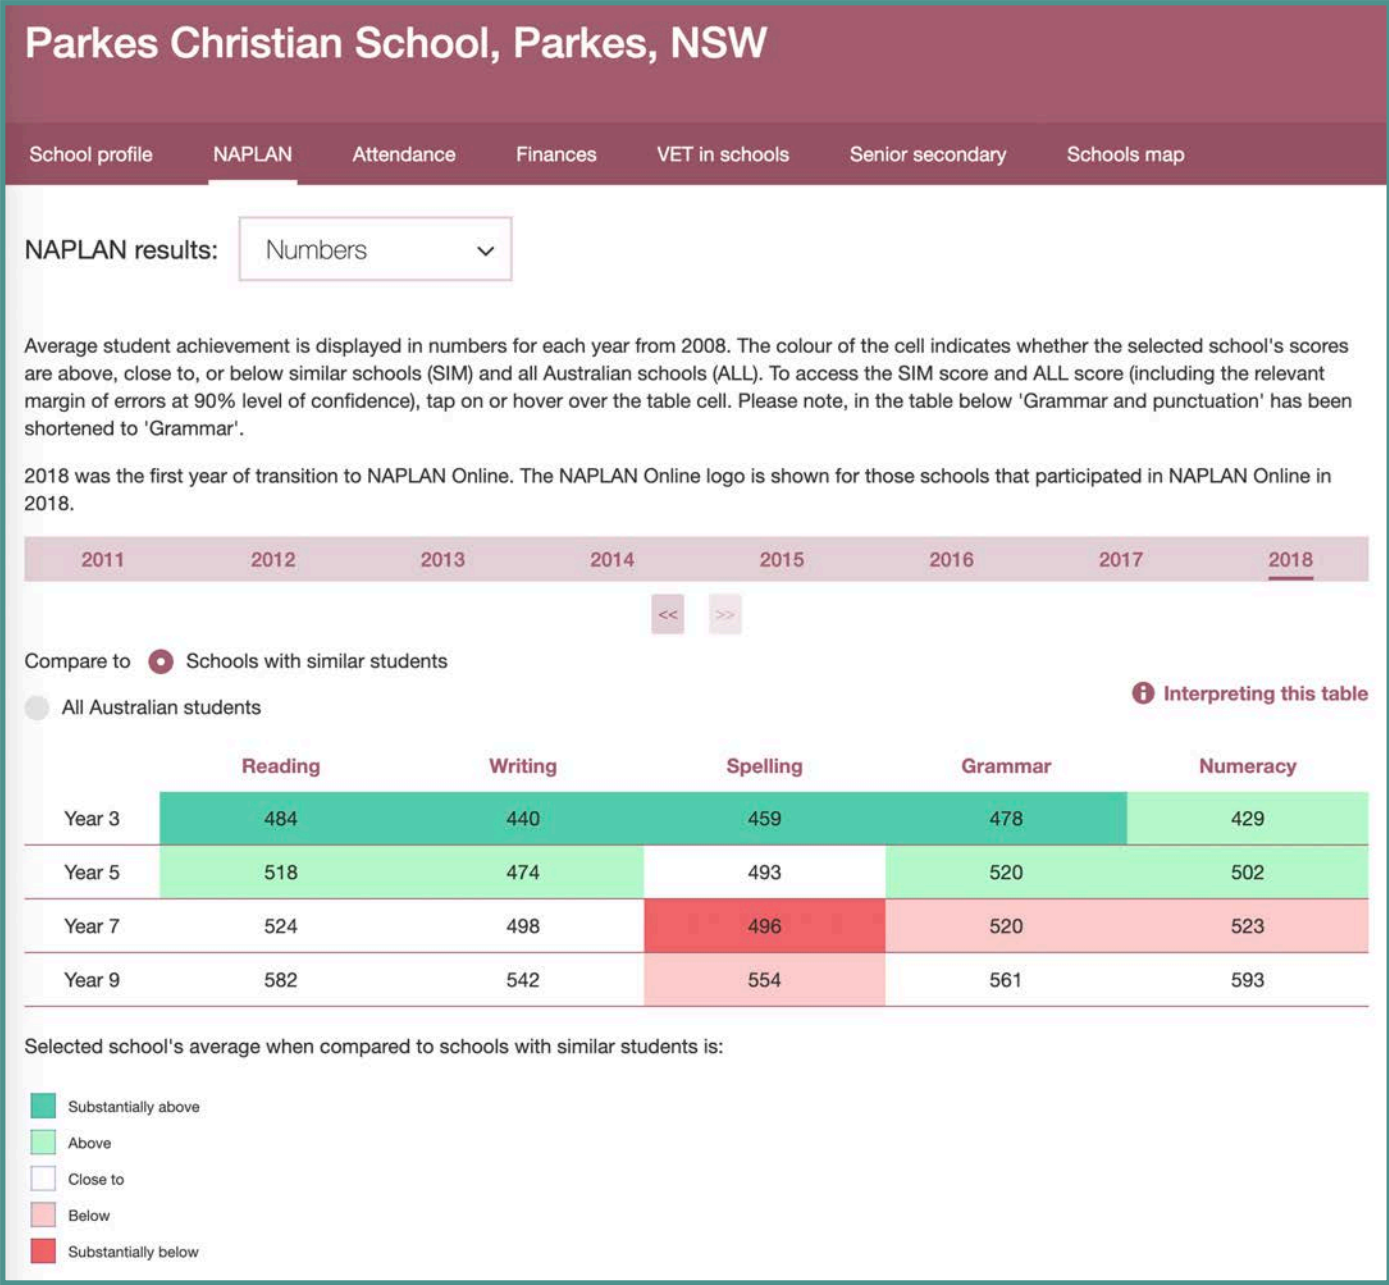 Parkes Christian School, Parkes, NSW
School profile NAPLAN Attendance Finances VET in schools Senior secondary Schools map
NAPLAN results: Numbers
Average student achievement is displayed in numbers for each year from 2008. The colour of the cell indicates whether the selected school's scores
are above, close to, or below similar schools (SIM) and all Australian schools (ALL). To access the SIM score and ALL score (including the relevant
margin of errors at 90% level of confidence), tap on or hover over the table cell. Please note, in the table below 'Grammar and punctuation' has been
shortened to 'Grammar'.
2018 was the first year of transition to NAPLAN Online. The NAPLAN Online logo is shown for those schools that participated in NAPLAN Online in
2018.
2011 2012 2013 2014 2015 2016 2017 2018
<< >>
Compare to Schools with similar students
All Australian students
Interpreting this table
Reading Writing Spelling Grammar Numeracy
Year 3 484 440 459 478 429
Year 5 518 474 493 520 502
Year 7 524 498 496 520 523
Year 9 582 542 554 561 593
Selected school's average when compared to schools with similar students is:
Substantially above
Above
Close to
Below
Substantially below